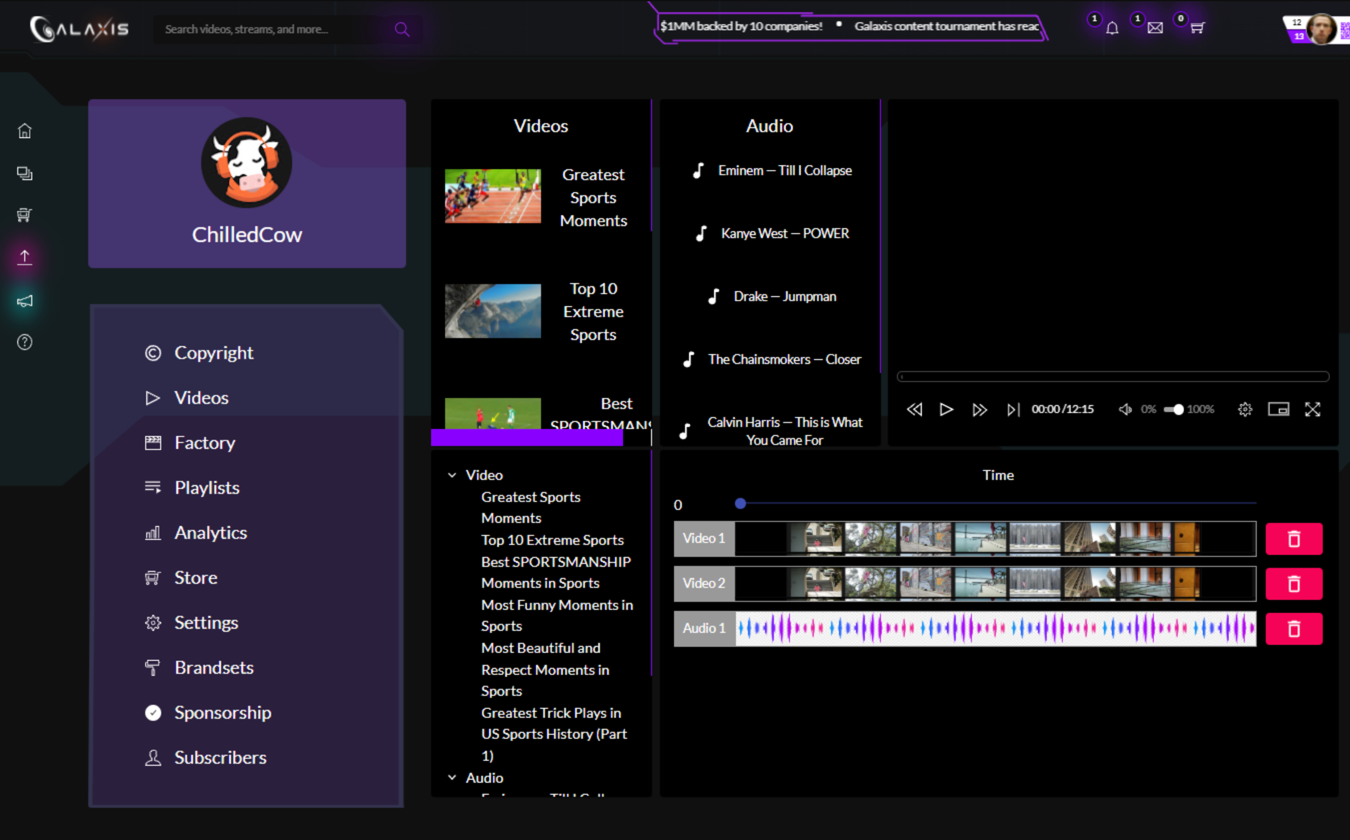 GALAXIS
Search videos, streams, and more...
$1MM backed by 10 companies! • Galaxis content tournament has reac
1
1
0
12
13
ChilledCow
Copyright
Videos
Factory
Playlists
Analytics
Store
Settings
Brandsets
Sponsorship
Subscribers
Videos
Greatest
Sports
Moments
Top 10
Extreme
Sports
Best
SPORTSMANS
Audio
Eminem — Till I Collapse
Kanye West — POWER
Drake — Jumpman
The Chainsmokers — Closer
Calvin Harris — This is What
You Came For
00:00 /12:15
0%
100%
Video
Greatest Sports
Moments
Top 10 Extreme Sports
Best SPORTSMANSHIP
Moments in Sports
Most Funny Moments in
Sports
Most Beautiful and
Respect Moments in
Sports
Greatest Trick Plays in
US Sports History (Part
1)
Audio
Time
0
Video 1
Video 2
Audio 1